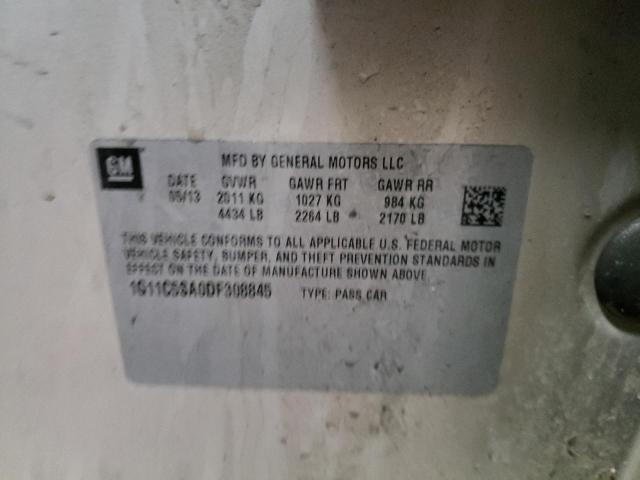 GM
MFD BY GENERAL MOTORS LLC
DATE GVWR GAWR FRT GAWR RR
05/13 2011 KG 1027 KG 984 KG
4434 LB 2264 LB 2170 LB
THIS VEHICLE CONFORMS TO ALL APPLICABLE U.S. FEDERAL MOTOR
VEHICLE SAFETY, BUMPER, AND THEFT PREVENTION STANDARDS IN
EFFECT ON THE DATE OF MANUFACTURE SHOWN ABOVE.
1G11C5SA0DF308845 TYPE: PASS CAR